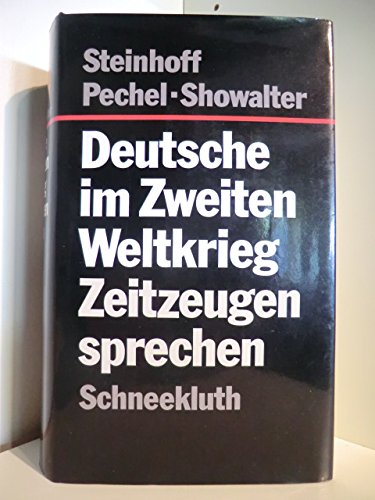 Steinhoff
Pechel-Showalter
Deutsche
im Zweiten
Weltkrieg
Zeitzeugen
sprechen
Schneekluth